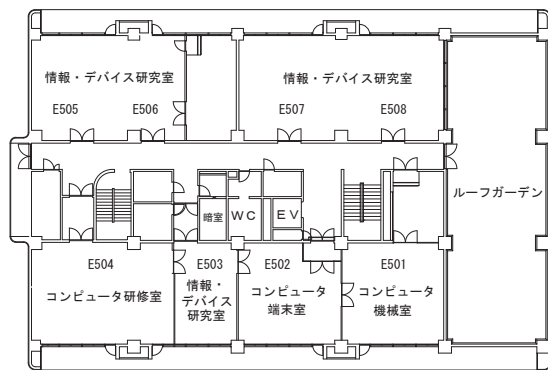 情報・デバイス研究室
情報・デバイス研究室
E505
E506
E507
E508
ルーフガーデン
暗室
WC
EV
E504
E503
E502
E501
コンピュータ研修室
情報・
デバイス
研究室
コンピュータ
端末室
コンピュータ
機械室